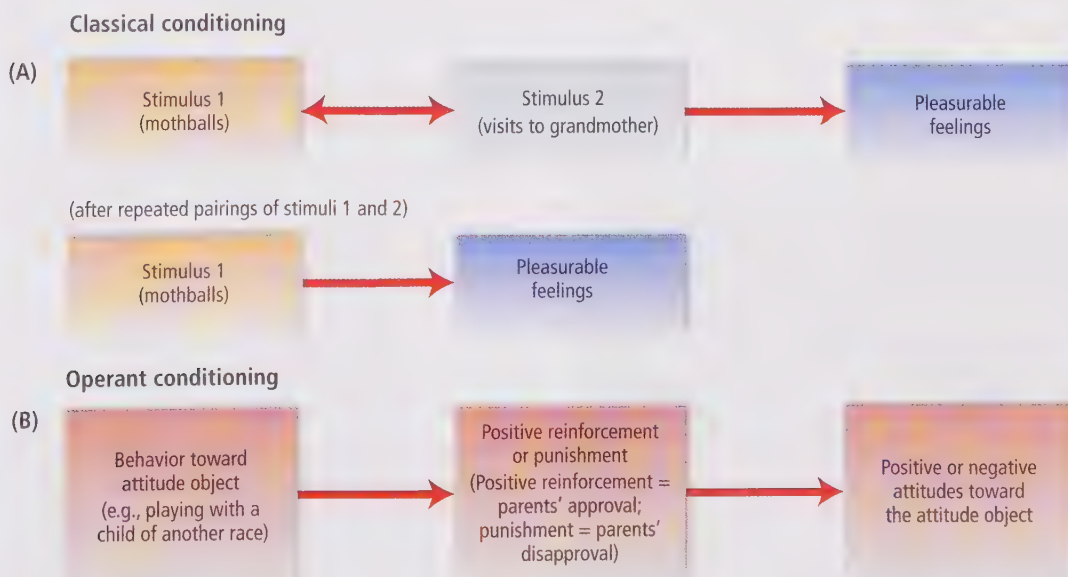 Classical conditioning
(A)
Stimulus 1
(mothballs)
Stimulus 2
(visits to grandmother)
Pleasurable
feelings
(after repeated pairings of stimuli 1 and 2)
Stimulus 1
(mothballs)
Pleasurable
feelings
Operant conditioning
(B)
Behavior toward
attitude object
(e.g., playing with a
child of another race)
Positive reinforcement
or punishment
(Positive reinforcement =
parents' approval;
punishment = parents'
disapproval)
Positive or negative
attitudes toward
the attitude object